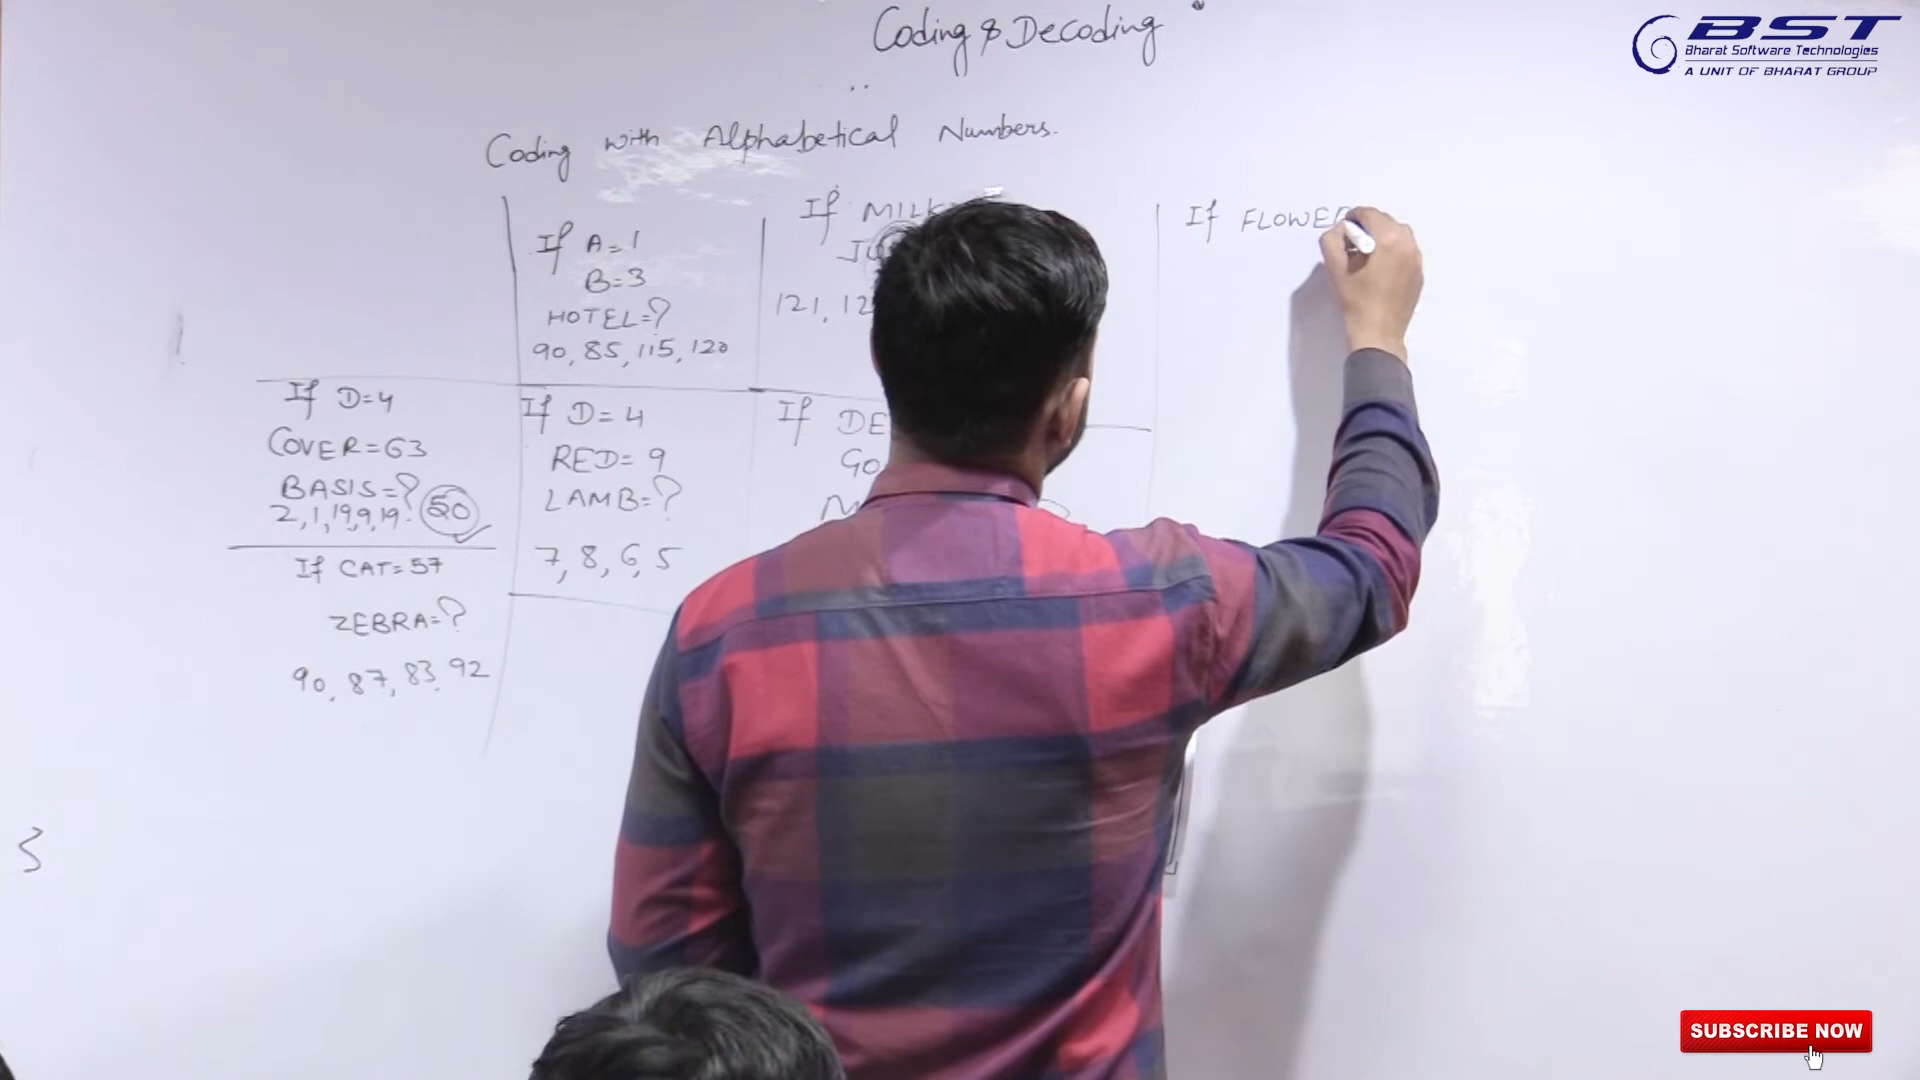 Coding & Decoding
BST
Bharat Software Technologies
A UNIT OF BHARAT GROUP
Coding with Alphabetical Numbers.
If A=1
B=3
HOTEL=?
90, 85, 115, 120
If MILK
121,
If FLOWER
If D=4
COVER=63
BASIS=?
2, 1, 19, 9, 19. 50
If CAT=57
ZEBRA=?
90, 87, 83, 92
If D=4
RED=9
LAMB=?
7, 8, 6, 5
If
SUBSCRIBE NOW